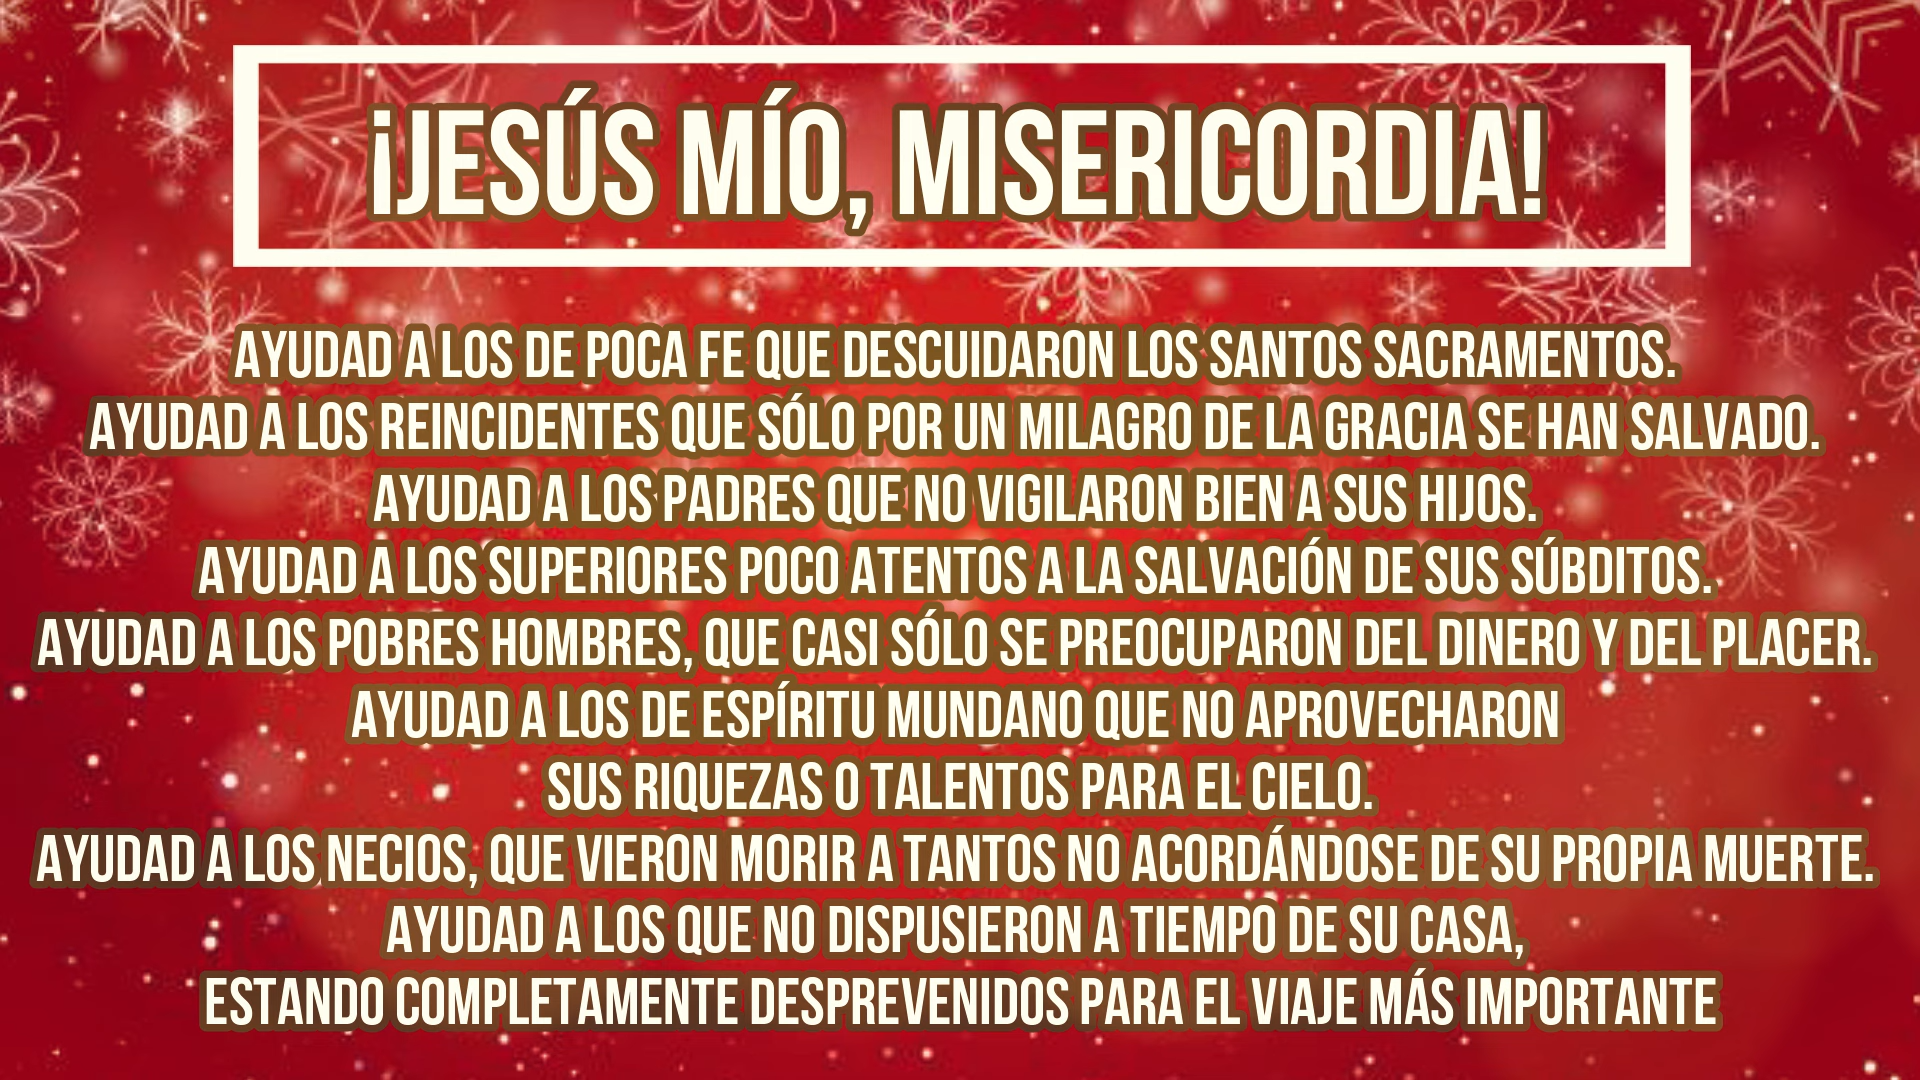 ¡JESÚS MÍO, MISERICORDIA!
AYUDAD A LOS DE POCA FE QUE DESCUIDARON LOS SANTOS SACRAMENTOS.
AYUDAD A LOS REINCIDENTES QUE SÓLO POR UN MILAGRO DE LA GRACIA SE HAN SALVADO.
AYUDAD A LOS PADRES QUE NO VIGILARON BIEN A SUS HIJOS.
AYUDAD A LOS SUPERIORES POCO ATENTOS A LA SALVACIÓN DE SUS SÚBDITOS.
AYUDAD A LOS POBRES HOMBRES, QUE CASI SÓLO SE PREOCUPARON DEL DINERO Y DEL PLACER.
AYUDAD A LOS DE ESPÍRITU MUNDANO QUE NO APROVECHARON
SUS RIQUEZAS O TALENTOS PARA EL CIELO.
AYUDAD A LOS NECIOS, QUE VIERON MORIR A TANTOS NO ACORDÁNDOSE DE SU PROPIA MUERTE.
AYUDAD A LOS QUE NO DISPUSIERON A TIEMPO DE SU CASA,
ESTANDO COMPLETAMENTE DESPREVENIDOS PARA EL VIAJE MÁS IMPORTANTE